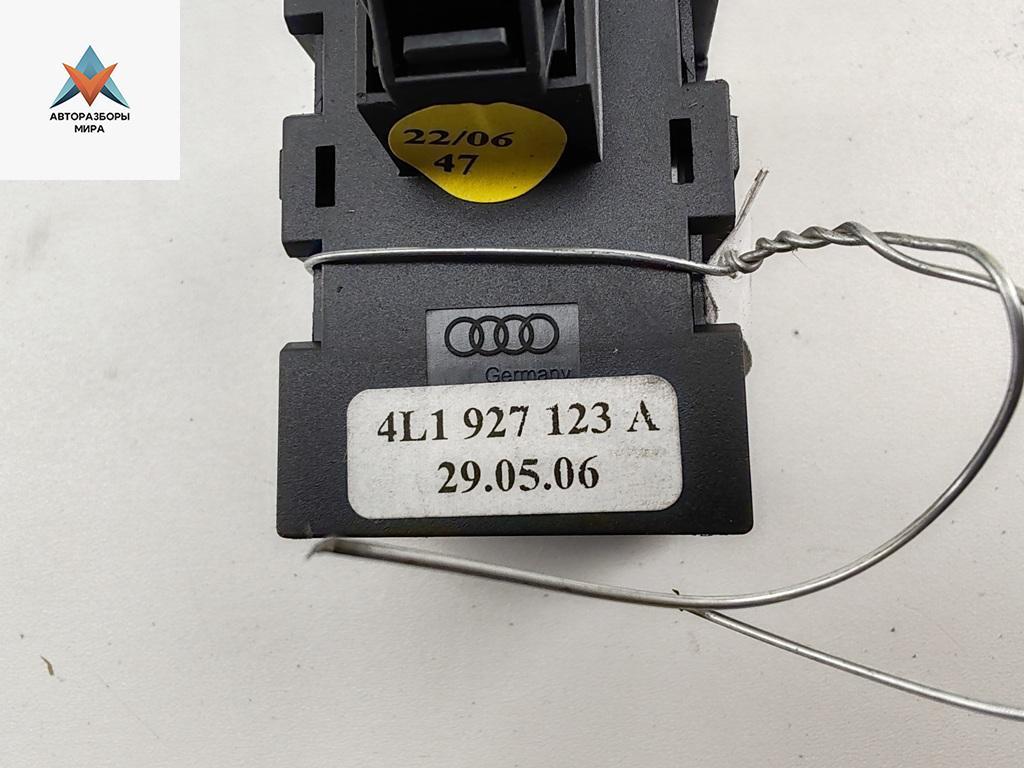 АВТОРАЗБОРЫ
МИРА
22/06
47
Germany
4L1 927 123 A
29.05.06